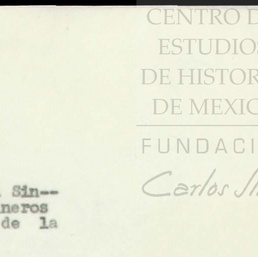 CENTRO D
ESTUDIO
DE HISTOR
DE MEXIC
FUNDACI
Carlos Sl
Sin--
neros
de la